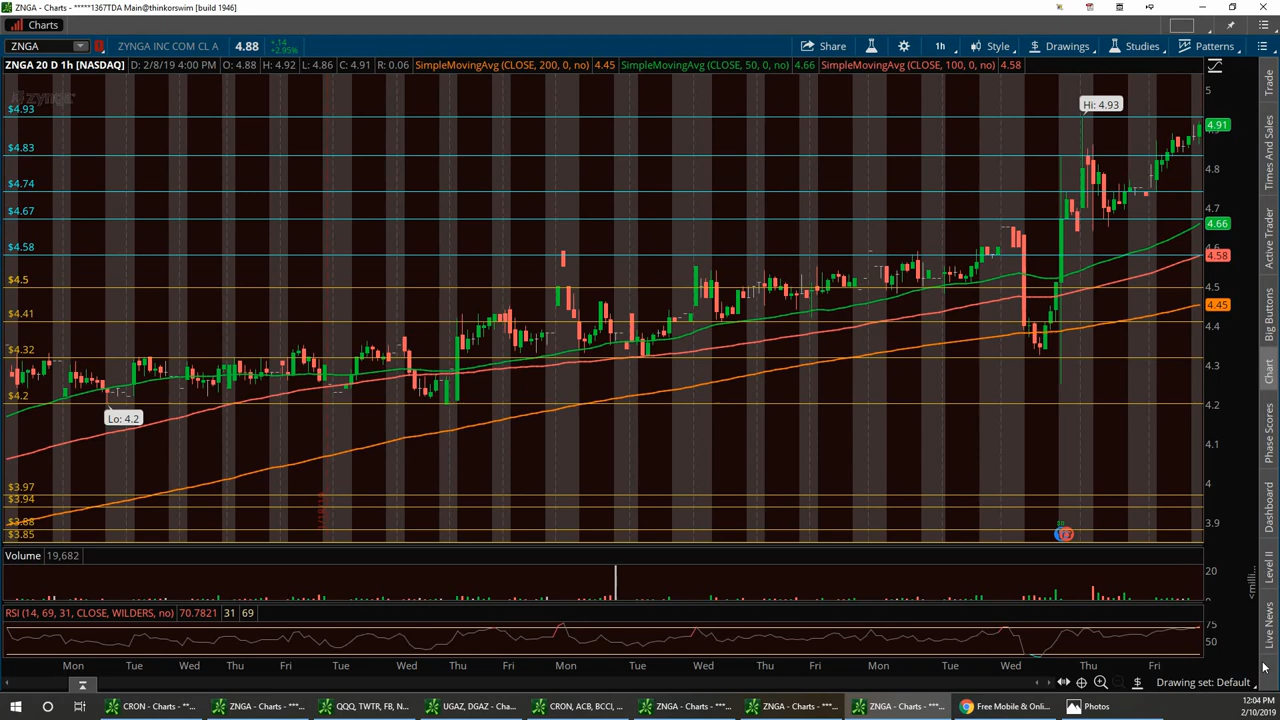 ZNGA - Charts - *****1367TDA Main@thinkorswim [build 1946]
Charts
ZNGA ZYNGA INC COM CL A 4.88 +.14 +2.95% Share 1h Style Drawings Studies Patterns
ZNGA 20 D 1h [NASDAQ] D: 2/8/19 4:00 PM O: 4.88 H: 4.92 L: 4.86 C: 4.91 R: 0.06 SimpleMovingAvg (CLOSE, 200, 0, no) 4.45 SimpleMovingAvg (CLOSE, 50, 0, no) 4.66 SimpleMovingAvg (CLOSE, 100, 0, no) 4.58
zynga
5
Hi: 4.93
$4.93
4.91
$4.83
4.8
$4.74
4.7
$4.67
4.66
4.6
$4.58
4.58
$4.5
4.5
4.45
$4.41
4.4
$4.32
4.3
$4.2
4.2
Lo: 4.2
4.1
4
$3.97
$3.94
3.9
$3.88
$3.85
Volume 19,682
20
0
<milli...
RSI (14, 69, 31, CLOSE, WILDERS, no) 70.7821 31 69
75
50
Mon Tue Wed Thu Fri Tue Wed Thu Fri Mon Tue Wed Thu Fri Mon Tue Wed Thu Fri
Drawing set: Default
Trade
Times And Sales
Active Trader
Big Buttons
Chart
Phase Scores
Dashboard
Level II
Live News
CRON - Charts - **... ZNGA - Charts - ***... QQQ, TWTR, FB, N... UGAZ, DGAZ - Char... CRON, ACB, BCCI, ... ZNGA - Charts - ***... ZNGA - Charts - ***... ZNGA - Charts - ***... Free Mobile & Onli... Photos
12:04 PM
2/10/2019